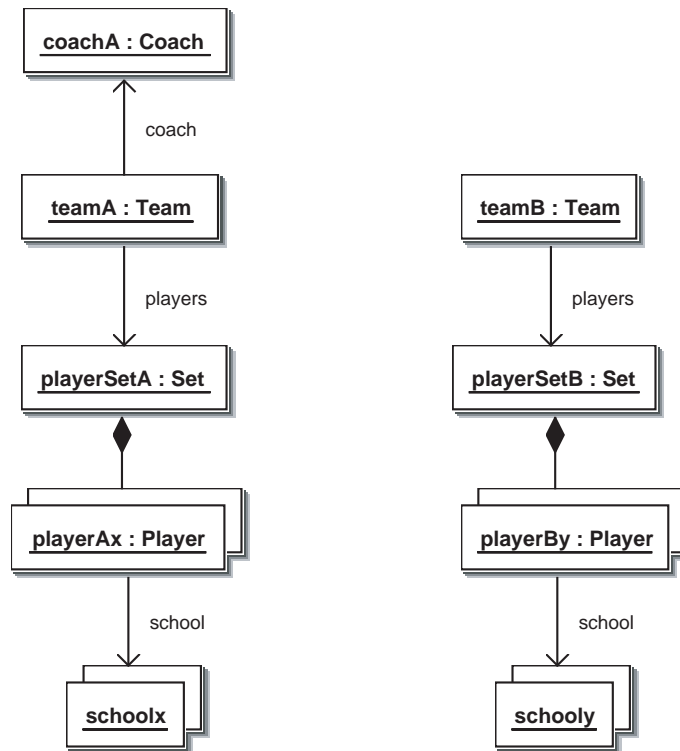 coachA : Coach
coach
teamA : Team
teamB : Team
players
players
playerSetA : Set
playerSetB : Set
playerAx : Player
playerBy : Player
school
school
schoolx
schooly